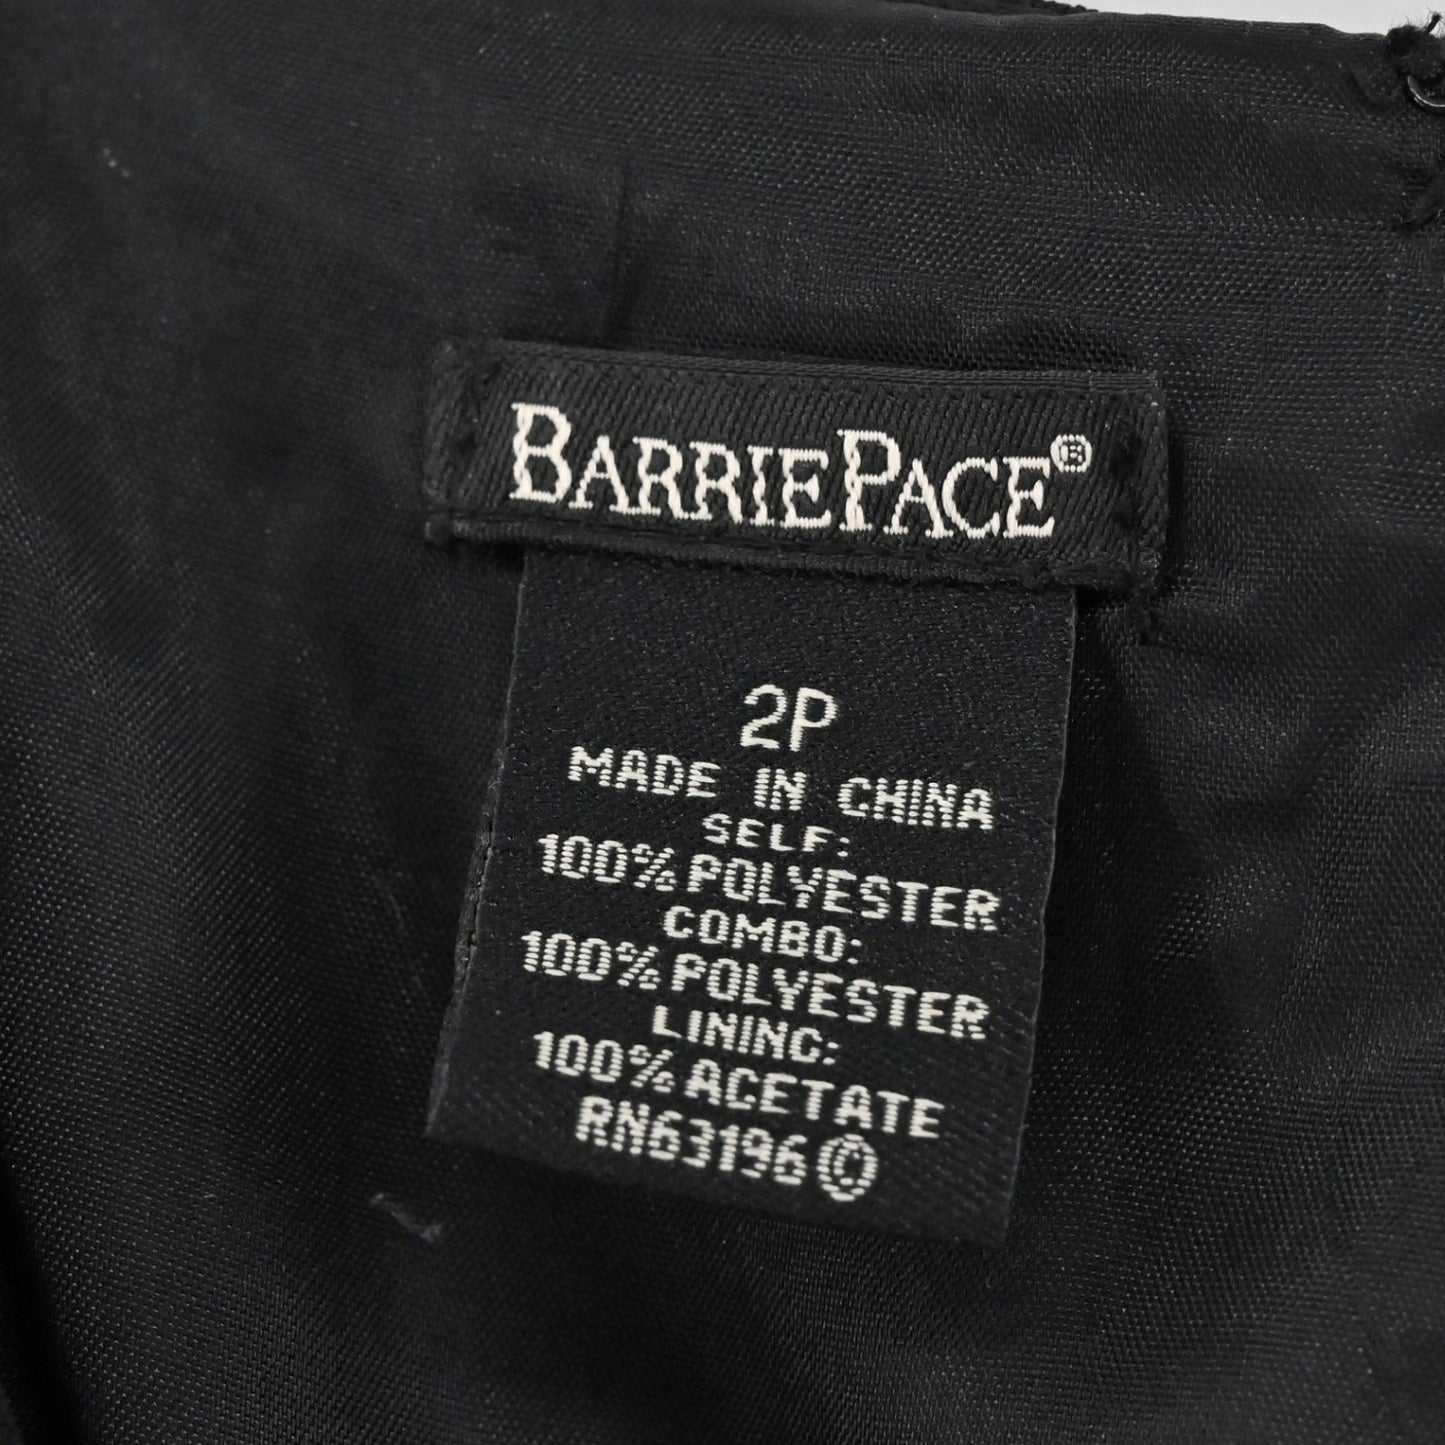 BARRIEPACE®
2P
MADE IN CHINA
SELF:
100%POLYESTER
COMBO:
100%POLYESTER
LINING:
100%ACETATE
RN63196©